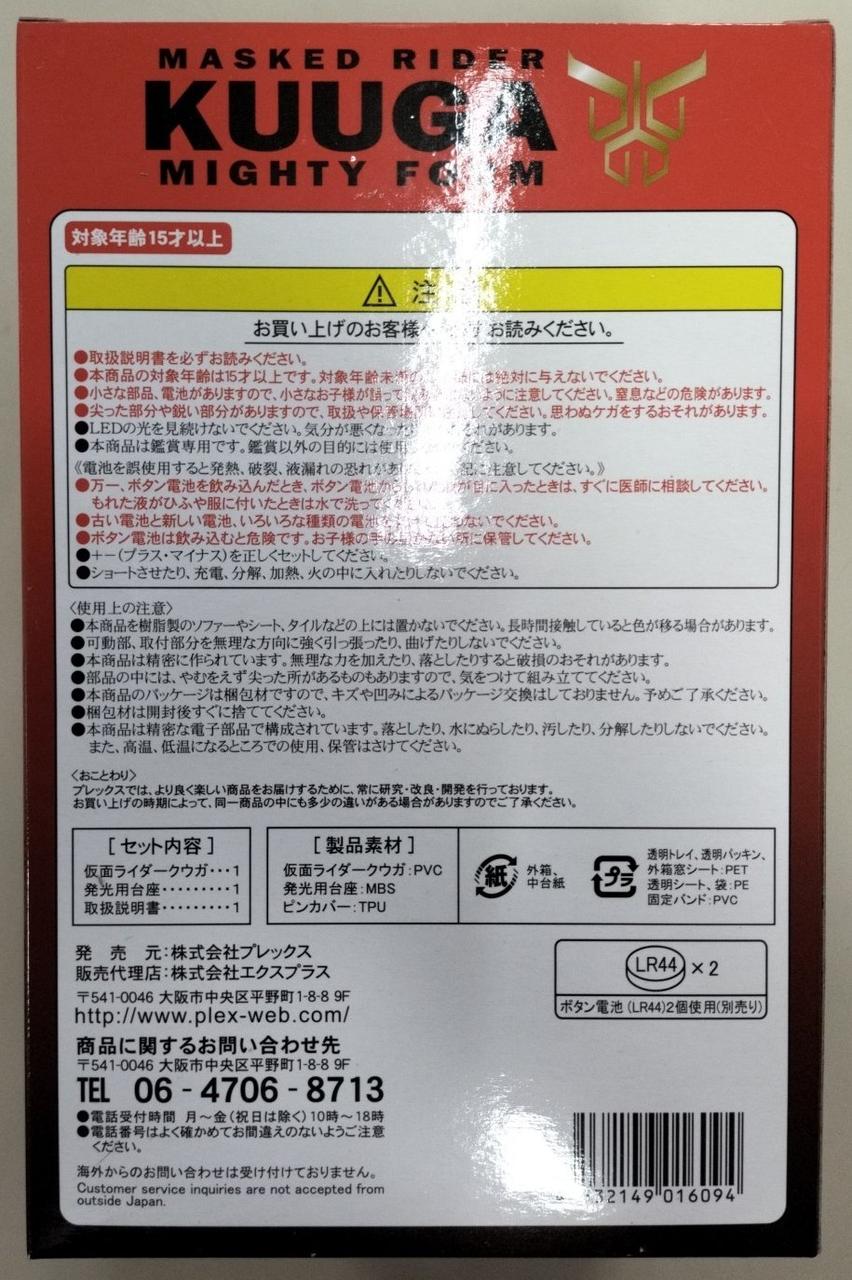 MASKED RIDER
KUUGA
MIGHTY FORM
対象年齢15才以上
注
お買い上げのお客様 お読みください。
●取扱説明書を必ずお読みください。
●本商品の対象年齢は15才以上です。対象年齢未満の には絶対に与えないでください。
●小さな部品、電池がありますので、小さなお子様が誤って ように注意してください。窒息などの危険があります。
●尖った部分や鋭い部分がありますので、取扱や保管場所 してください。思わぬケガをするおそれがあります。
●LEDの光を見続けないでください。気分が悪くなっ それがあります。
●本商品は鑑賞専用です。鑑賞以外の目的には使用 ください。
《電池を誤使用すると発熱、破裂、液漏れの恐れがあ 注意してください。》
●万一、ボタン電池を飲み込んだとき、ボタン電池から 液が目に入ったときは、すぐに医師に相談してください。
もれた液がひふや服に付いたときは水で洗って
●古い電池と新しい電池、いろいろな種類の電池を わないでください。
●ボタン電池は飲み込むと危険です。お子様の手の届かない所に保管してください。
●+-(プラス・マイナス)を正しくセットしてください。
●ショートさせたり、充電、分解、加熱、火の中に入れたりしないでください。
〈使用上の注意〉
●本商品を樹脂製のソファーやシート、タイルなどの上には置かないでください。長時間接触していると色が移る場合があります。
●可動部、取付部分を無理な方向に強く引っ張ったり、曲げたりしないでください。
●本商品は精密に作られています。無理な力を加えたり、落としたりすると破損のおそれがあります。
●部品の中には、やむをえず尖った所があるものもありますので、気をつけて組み立ててください。
●本商品のパッケージは梱包材ですので、キズや凹みによるパッケージ交換はしておりません。予めご了承ください。
●梱包材は開封後すぐに捨ててください。
●本商品は精密な電子部品で構成されています。落としたり、水にぬらしたり、汚したり、分解したりしないでください。
また、高温、低温になるところでの使用、保管はさけてください。
〈おことわり〉
プレックスでは、より良く楽しい商品をお届けするために、常に研究・改良・開発を行っております。
お買い上げの時期によって、同一商品の中にも多少の違いがある場合がありますのでご了承ください。
[セット内容]
仮面ライダークウガ・・・1
発光用台座・・・・・・・・・1
取扱説明書・・・・・・・・・1
[製品素材]
仮面ライダークウガ:PVC
発光用台座:MBS
ピンカバー:TPU
紙
外箱、
中台紙
プラ
透明トレイ、透明パッキン、
外箱窓シート:PET
透明シート、袋:PE
固定バンド:PVC
発売元:株式会社プレックス
販売代理店:株式会社エクスプラス
〒541-0046 大阪市中央区平野町1-8-8 9F
http://www.plex-web.com/
LR44 ×2
ボタン電池(LR44)2個使用(別売り)
商品に関するお問い合わせ先
〒541-0046 大阪市中央区平野町1-8-8 9F
TEL 06-4706-8713
●電話受付時間 月~金(祝日は除く)10時~18時
●電話番号はよく確かめてお間違えのないようご注意
ください。
海外からのお問い合わせは受け付けておりません。
Customer service inquiries are not accepted from
outside Japan.
32149 016094